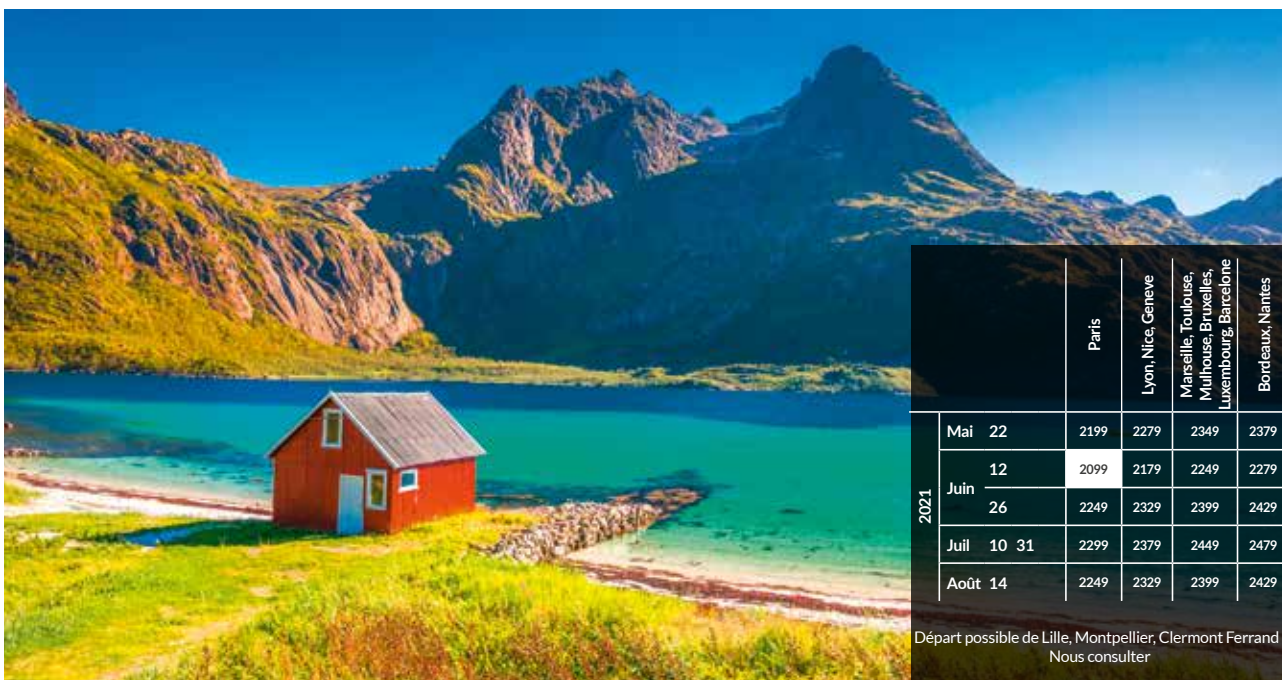 Paris
Lyon, Nice, Geneve
Marseille, Toulouse,
Mulhouse, Bruxelles,
Luxembourg, Barcelone
Bordeaux, Nantes
2021
Mai 22 2199 2279 2349 2379
Juin
12 2099 2179 2249 2279
26 2249 2329 2399 2429
Juil 10 31 2299 2379 2449 2479
Août 14 2249 2329 2399 2429
Départ possible de Lille, Montpellier, Clermont Ferrand
Nous consulter